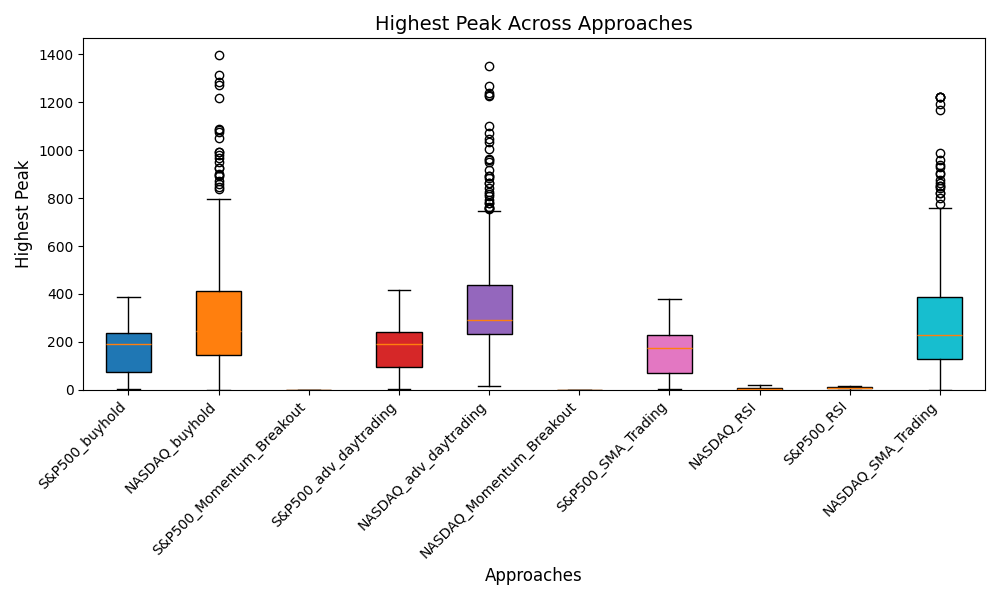 Highest Peak Across Approaches
Highest Peak
1400
1200
1000
800
600
400
200
0
S&P500_buyhold
NASDAQ_buyhold
S&P500_Momentum_Breakout
S&P500_adv_daytrading
NASDAQ_adv_daytrading
NASDAQ_Momentum_Breakout
S&P500_SMA_Trading
NASDAQ_RSI
S&P500_RSI
NASDAQ_SMA_Trading
Approaches